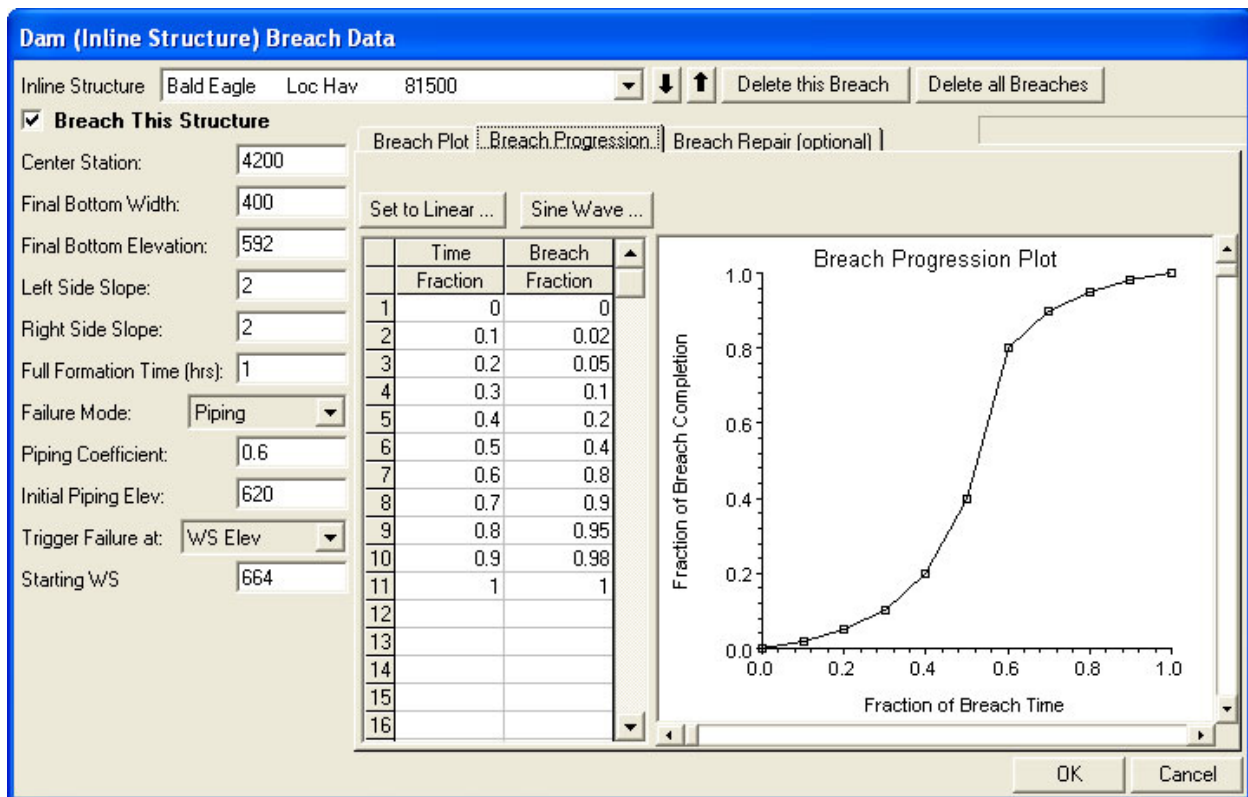 Dam (Inline Structure) Breach Data
Inline Structure Bald Eagle Loc Hav 81500 Delete this Breach Delete all Breaches
Breach This Structure
Center Station: 4200
Final Bottom Width: 400
Final Bottom Elevation: 592
Left Side Slope: 2
Right Side Slope: 2
Full Formation Time (hrs): 1
Failure Mode: Piping
Piping Coefficient: 0.6
Initial Piping Elev: 620
Trigger Failure at: WS Elev
Starting WS 664
Breach Plot Breach Progression Breach Repair (optional)
Set to Linear ... Sine Wave ...
Time Breach
Fraction Fraction
1 0 0
2 0.1 0.02
3 0.2 0.05
4 0.3 0.1
5 0.4 0.2
6 0.5 0.4
7 0.6 0.8
8 0.7 0.9
9 0.8 0.95
10 0.9 0.98
11 1 1
12
13
14
15
16
Breach Progression Plot
Fraction of Breach Completion
1.0
0.8
0.6
0.4
0.2
0.0
0.0 0.2 0.4 0.6 0.8 1.0
Fraction of Breach Time
OK Cancel